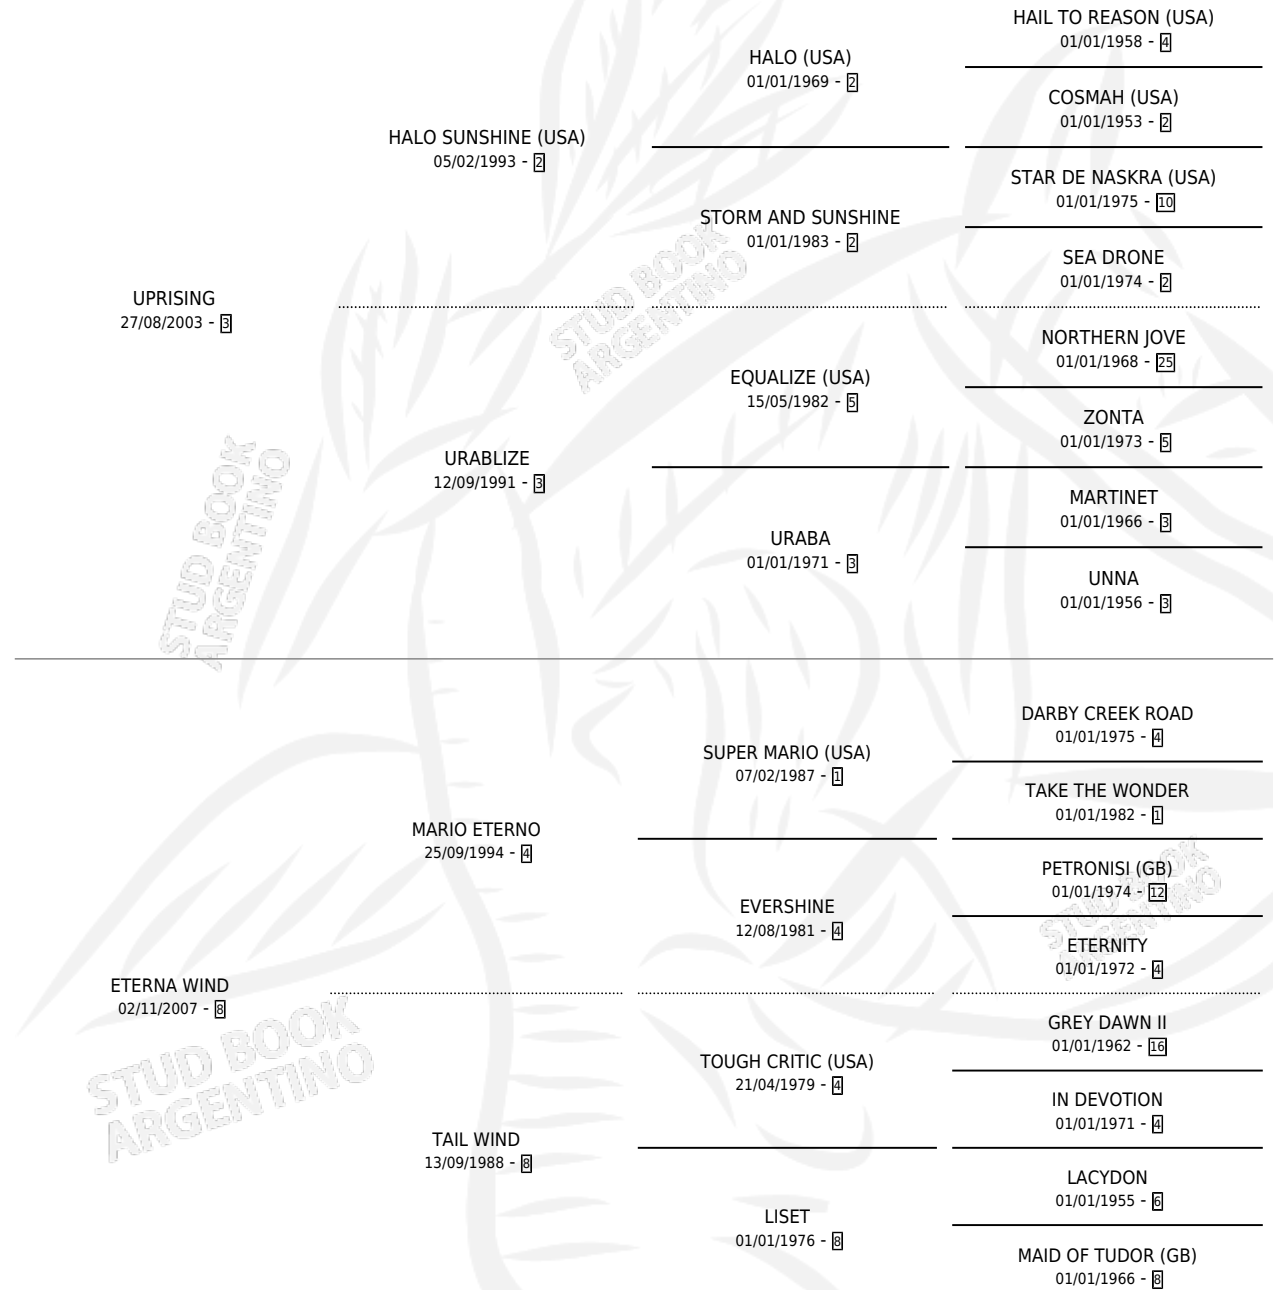 HAIL TO REASON (USA)
01/01/1958 - 4
HALO (USA)
01/01/1969 - 2
COSMAH (USA)
01/01/1953 - 2
HALO SUNSHINE (USA)
05/02/1993 - 2
STAR DE NASKRA (USA)
01/01/1975 - 10
STORM AND SUNSHINE
01/01/1983 - 2
SEA DRONE
01/01/1974 - 2
UPRISING
27/08/2003 - 3
NORTHERN JOVE
01/01/1968 - 25
EQUALIZE (USA)
15/05/1982 - 5
ZONTA
01/01/1973 - 5
URABLIZE
12/09/1991 - 3
MARTINET
01/01/1966 - 3
URABA
01/01/1971 - 3
UNNA
01/01/1956 - 3
DARBY CREEK ROAD
01/01/1975 - 4
SUPER MARIO (USA)
07/02/1987 - 1
TAKE THE WONDER
01/01/1982 - 1
MARIO ETERNO
25/09/1994 - 4
PETRONISI (GB)
01/01/1974 - 12
EVERSHINE
12/08/1981 - 4
ETERNITY
01/01/1972 - 4
ETERNA WIND
02/11/2007 - 8
GREY DAWN II
01/01/1962 - 16
TOUGH CRITIC (USA)
21/04/1979 - 4
IN DEVOTION
01/01/1971 - 4
TAIL WIND
13/09/1988 - 8
LACYDON
01/01/1955 - 6
LISET
01/01/1976 - 8
MAID OF TUDOR (GB)
01/01/1966 - 8
STUD BOOK
ARGENTINO
STUD BOOK
ARGENTINO
STUD BOOK
ARGENTINO
STUD BOOK
ARGENTINO